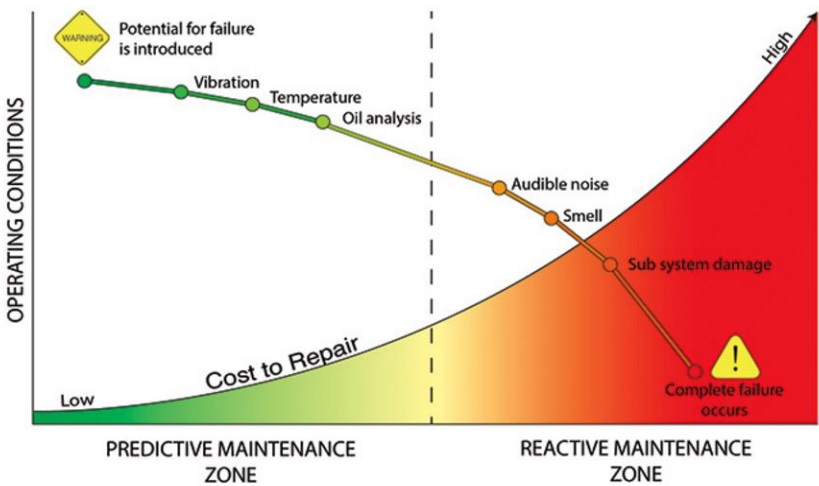 WARNING
Potential for failure
is introduced
Vibration
Temperature
Oil analysis
Audible noise
Smell
Sub system damage
!
Complete failure
occurs
High
Cost to Repair
Low
OPERATING CONDITIONS
PREDICTIVE MAINTENANCE
ZONE
REACTIVE MAINTENANCE
ZONE